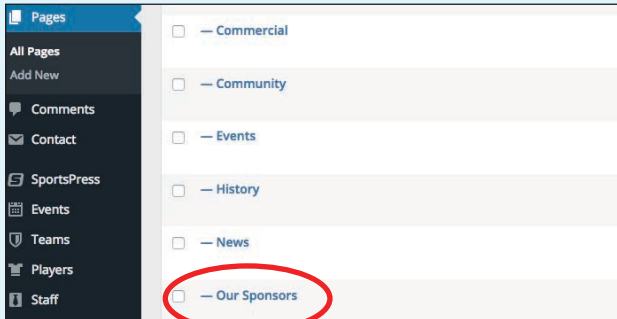 Pages
All Pages
Add New
Comments
Contact
SportsPress
Events
Teams
Players
Staff
— Commercial
— Community
— Events
— History
— News
— Our Sponsors